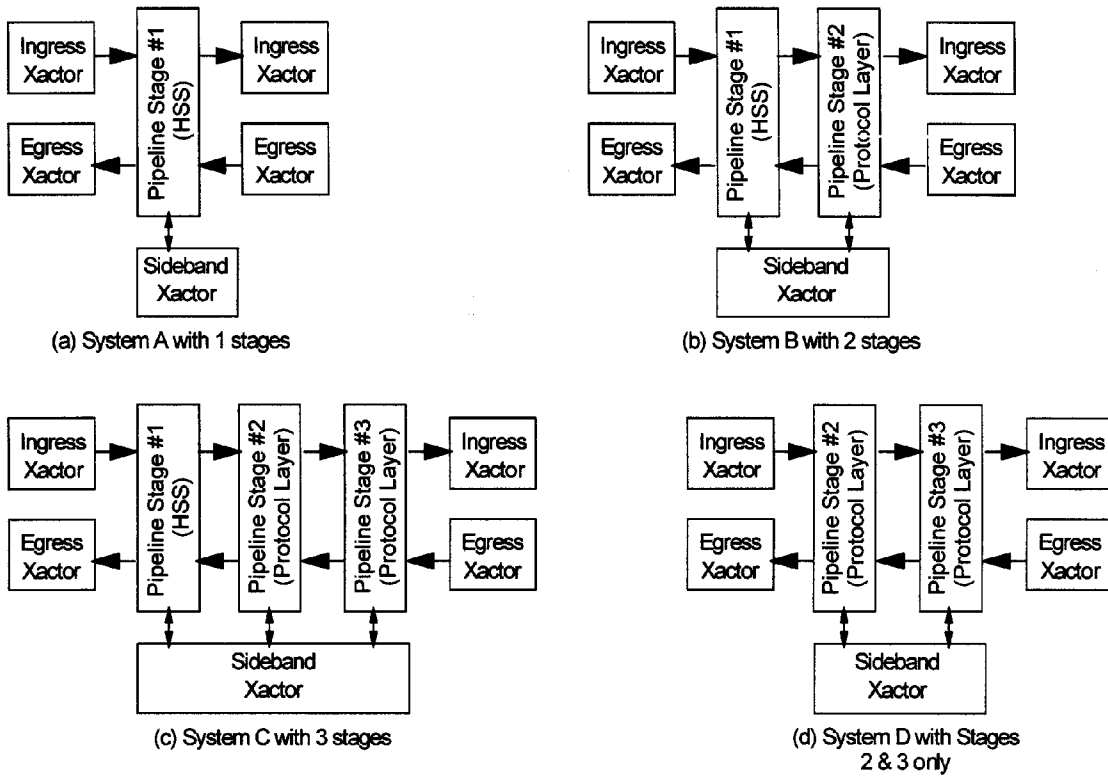 Ingress
Xactor
Pipeline Stage #1
(HSS)
Ingress
Xactor
Egress
Xactor
Egress
Xactor
Sideband
Xactor
(a) System A with 1 stages
Ingress
Xactor
Pipeline Stage #1
(HSS)
Pipeline Stage #2
(Protocol Layer)
Ingress
Xactor
Egress
Xactor
Egress
Xactor
Sideband
Xactor
(b) System B with 2 stages
Ingress
Xactor
Pipeline Stage #1
(HSS)
Pipeline Stage #2
(Protocol Layer)
Pipeline Stage #3
(Protocol Layer)
Ingress
Xactor
Egress
Xactor
Egress
Xactor
Sideband
Xactor
(c) System C with 3 stages
Ingress
Xactor
Pipeline Stage #2
(Protocol Layer)
Pipeline Stage #3
(Protocol Layer)
Ingress
Xactor
Egress
Xactor
Egress
Xactor
Sideband
Xactor
(d) System D with Stages
2 & 3 only